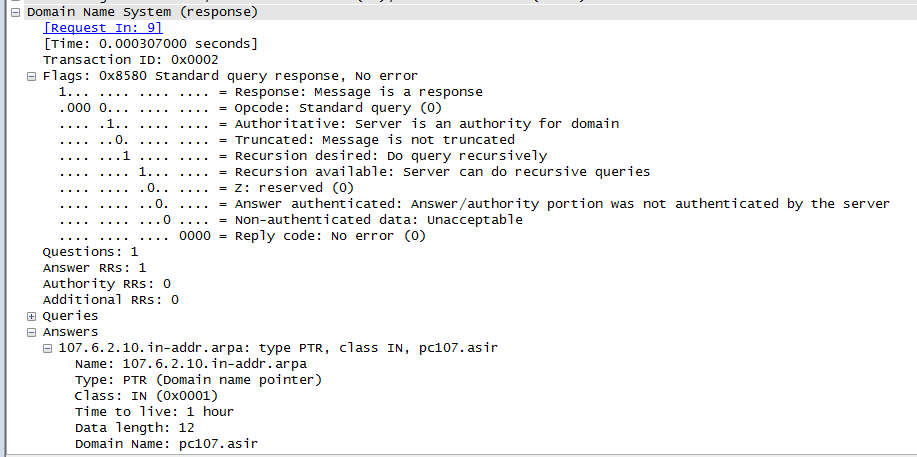 Domain Name System (response)
[Request In: 9]
[Time: 0.000307000 seconds]
Transaction ID: 0x0002
Flags: 0x8580 Standard query response, No error
1... .... .... .... = Response: Message is a response
.000 0... .... .... = Opcode: Standard query (0)
.... .1.. .... .... = Authoritative: Server is an authority for domain
.... ..0. .... .... = Truncated: Message is not truncated
.... ...1 .... .... = Recursion desired: Do query recursively
.... .... 1... .... = Recursion available: Server can do recursive queries
.... .... .0.. .... = Z: reserved (0)
.... .... ..0. .... = Answer authenticated: Answer/authority portion was not authenticated by the server
.... .... ...0 .... = Non-authenticated data: Unacceptable
.... .... .... 0000 = Reply code: No error (0)
Questions: 1
Answer RRs: 1
Authority RRs: 0
Additional RRs: 0
Queries
Answers
107.6.2.10.in-addr.arpa: type PTR, class IN, pc107.asir
Name: 107.6.2.10.in-addr.arpa
Type: PTR (Domain name pointer)
Class: IN (0x0001)
Time to live: 1 hour
Data length: 12
Domain Name: pc107.asir